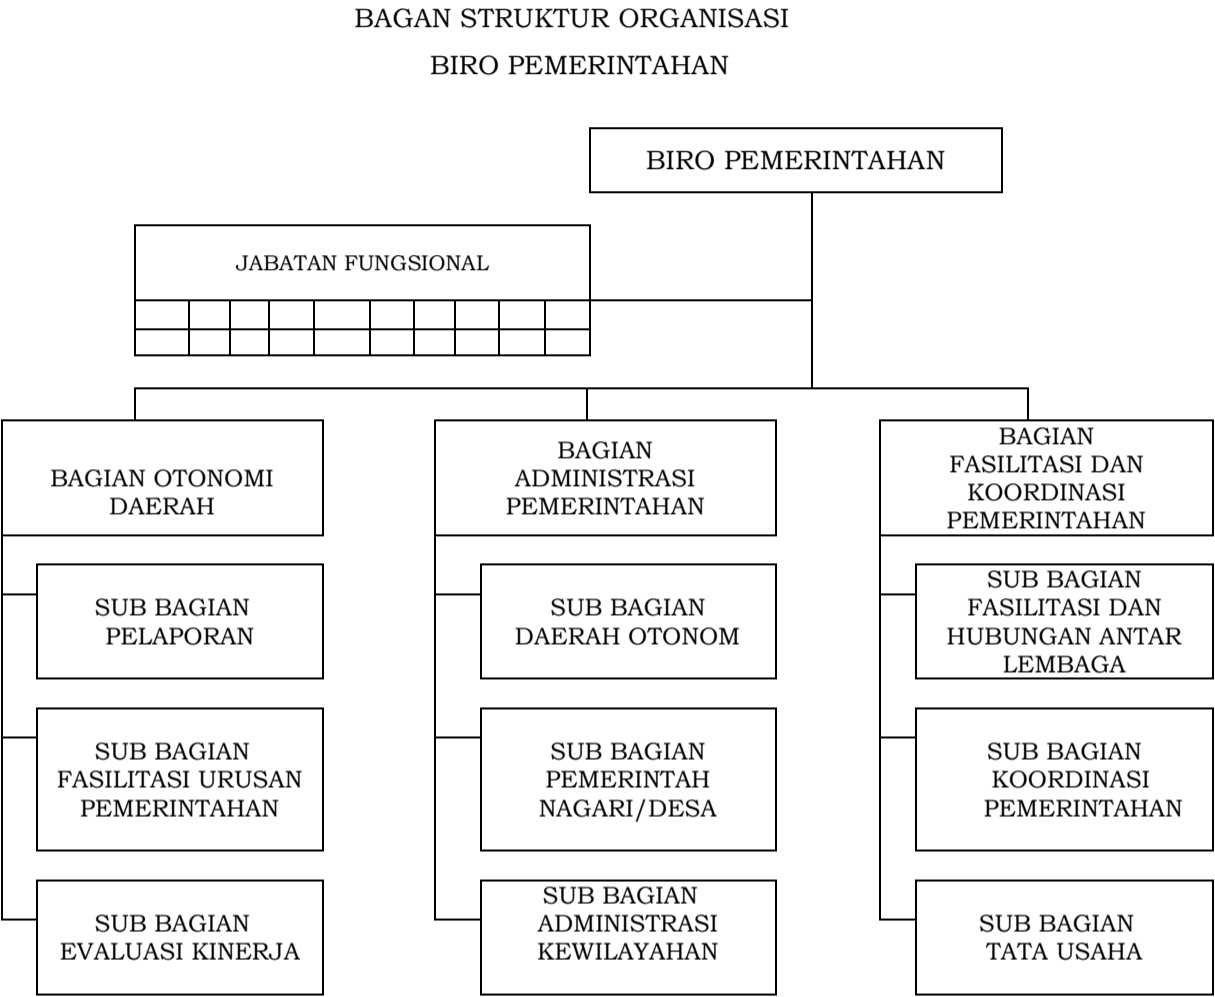 BAGAN STRUKTUR ORGANISASI
BIRO PEMERINTAHAN
BIRO PEMERINTAHAN
JABATAN FUNGSIONAL
BAGIAN OTONOMI
DAERAH
SUB BAGIAN
PELAPORAN
SUB BAGIAN
FASILITASI URUSAN
PEMERINTAHAN
SUB BAGIAN
EVALUASI KINERJA
BAGIAN
ADMINISTRASI
PEMERINTAHAN
SUB BAGIAN
DAERAH OTONOM
SUB BAGIAN
PEMERINTAH
NAGARI/DESA
SUB BAGIAN
ADMINISTRASI
KEWILAYAHAN
BAGIAN
FASILITASI DAN
KOORDINASI
PEMERINTAHAN
SUB BAGIAN
FASILITASI DAN
HUBUNGAN ANTAR
LEMBAGA
SUB BAGIAN
KOORDINASI
PEMERINTAHAN
SUB BAGIAN
TATA USAHA